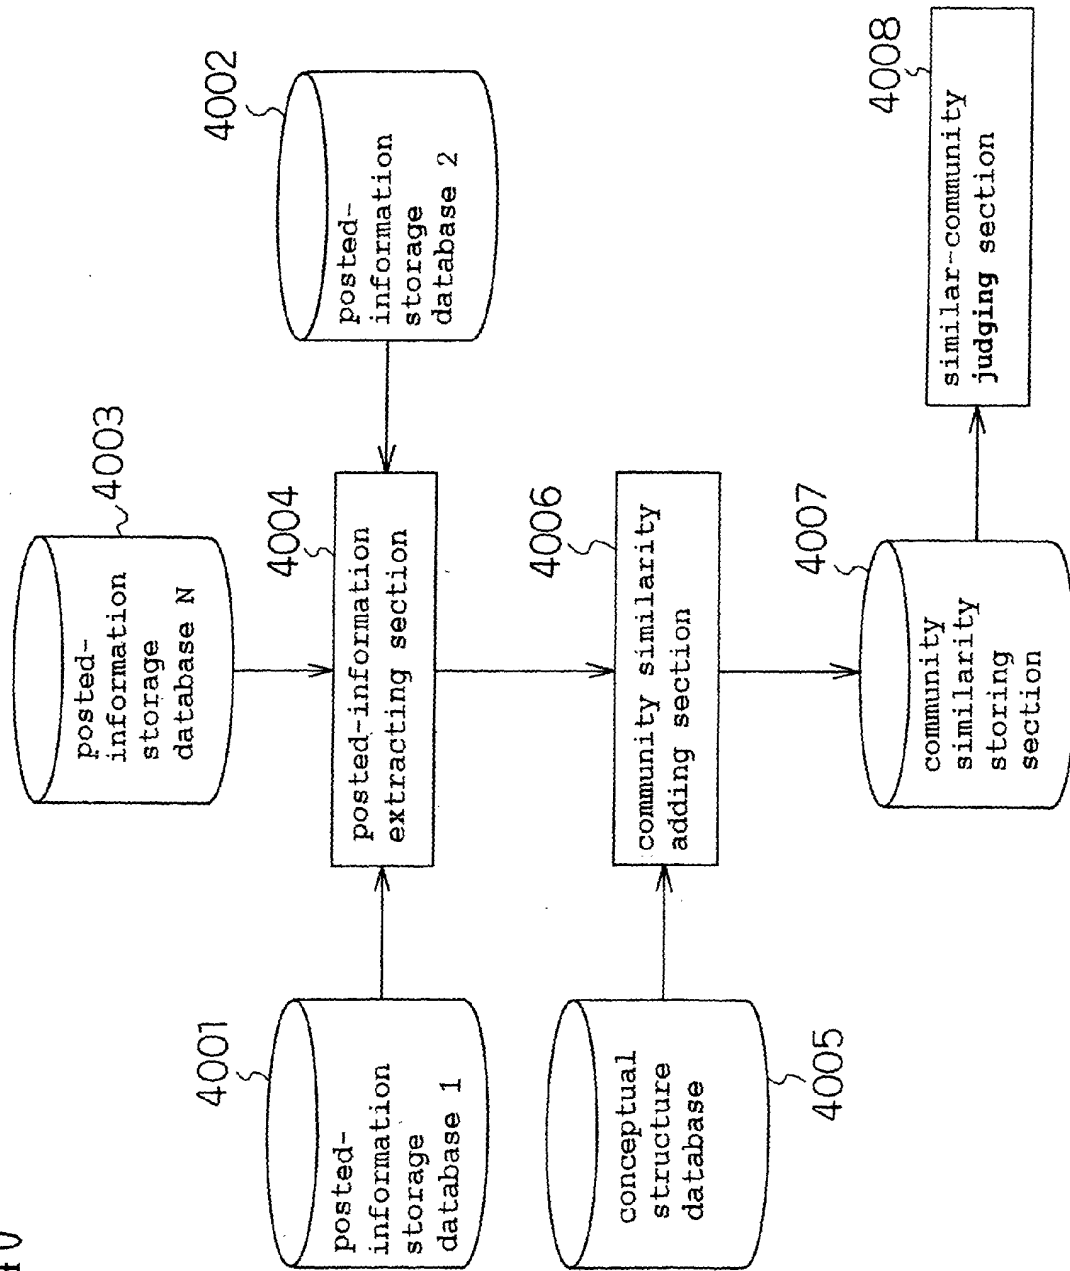 4001
posted-
information
storage
database 1
4002
posted-
information
storage
database 2
4003
posted-
information
storage
database N
4004
posted-information
extracting section
4005
conceptual
structure
database
4006
community similarity
adding section
4007
community
similarity
storing
section
4008
similar-community
judging section